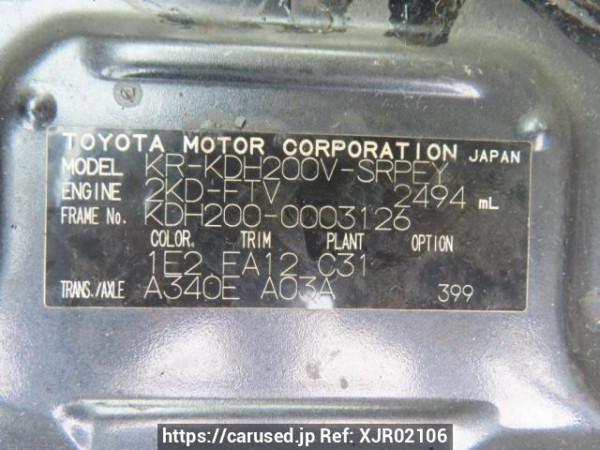 TOYOTA MOTOR CORPORATION JAPAN
MODEL KR-KDH200V-SRPEY
ENGINE 2KD-FTV 2494 mL
FRAME No. KDH200-0003126
COLOR. TRIM PLANT OPTION
1E2 FA12 C31
TRANS./AXLE A340E A03A 399
https://carused.jp Ref: XJR02106